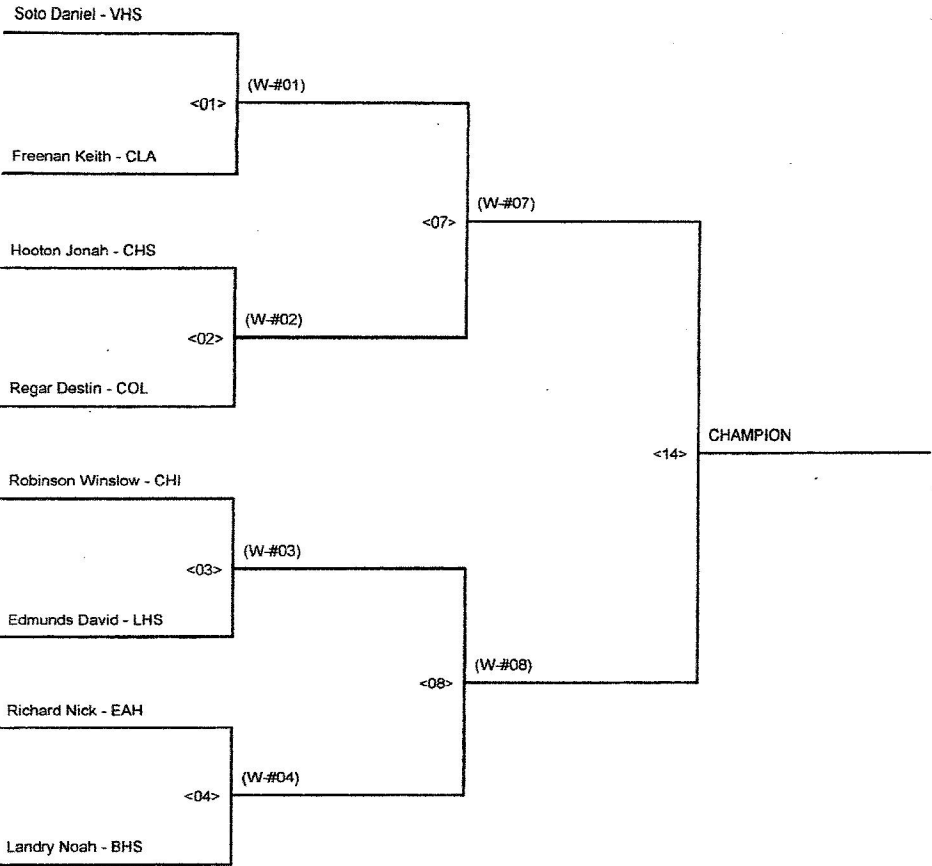 Soto Daniel - VHS
(W-#01)
<01>
Freenan Keith - CLA
(W-#07)
<07>
Hooton Jonah - CHS
(W-#02)
<02>
Regar Destin - COL
CHAMPION
<14>
Robinson Winslow - CHI
(W-#03)
<03>
Edmunds David - LHS
(W-#08)
<08>
Richard Nick - EAH
(W-#04)
<04>
Landry Noah - BHS